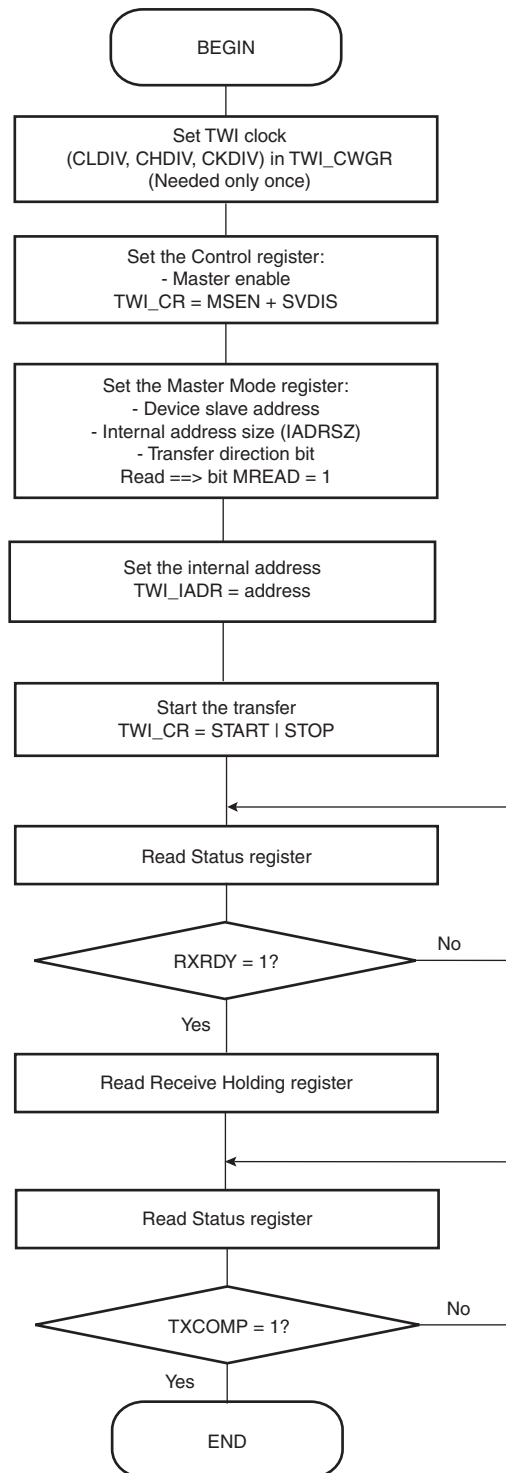 BEGIN
Set TWI clock
(CLDIV, CHDIV, CKDIV) in TWI_CWGR
(Needed only once)
Set the Control register:
- Master enable
TWI_CR = MSEN + SVDIS
Set the Master Mode register:
- Device slave address
- Internal address size (IADRSZ)
- Transfer direction bit
Read ==> bit MREAD = 1
Set the internal address
TWI_IADR = address
Start the transfer
TWI_CR = START | STOP
Read Status register
RXRDY = 1?
No
Yes
Read Receive Holding register
Read Status register
TXCOMP = 1?
No
Yes
END